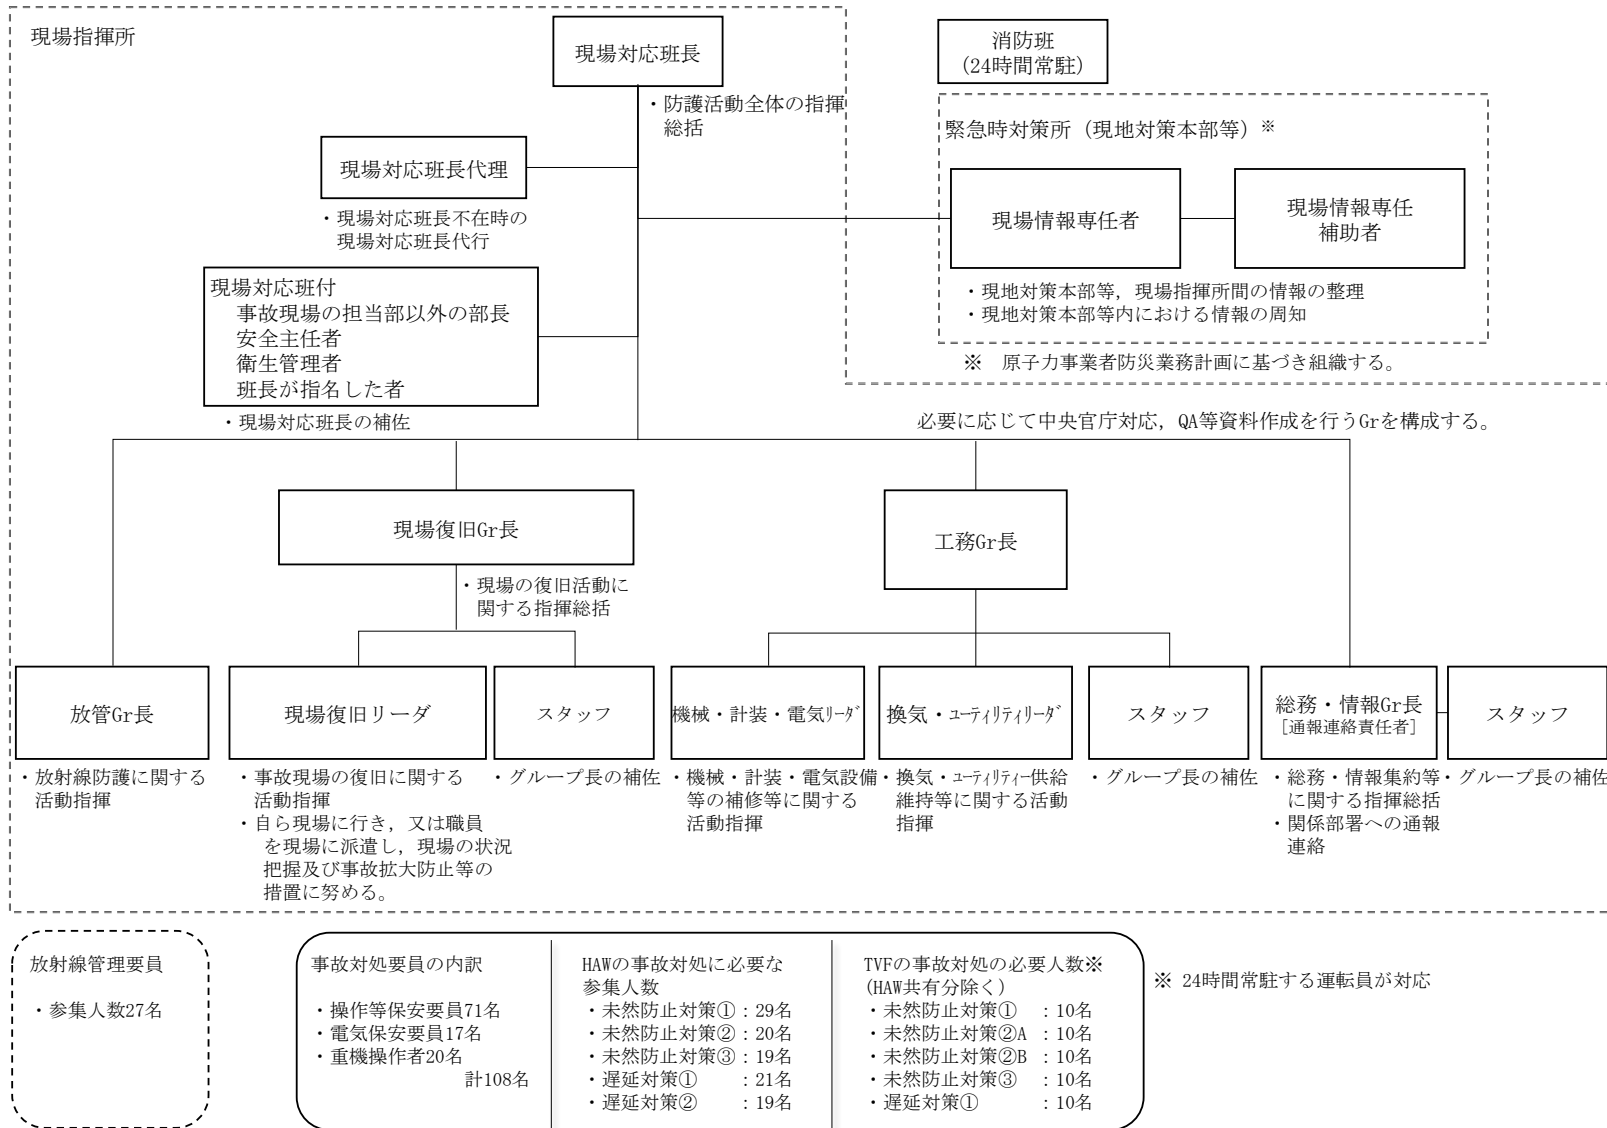 現場指揮所
現場対応班長
・防護活動全体の指揮
総括
消防班
(24時間常駐)
現場対応班長代理
・現場対応班長不在時の
現場対応班長代行
緊急時対策所（現地対策本部等）※
現場情報専任者
現場情報専任
補助者
・現地対策本部等，現場指揮所間の情報の整理
・現地対策本部等内における情報の周知
※　原子力事業者防災業務計画に基づき組織する。
現場対応班付
事故現場の担当部以外の部長
安全主任者
衛生管理者
班長が指名した者
・現場対応班長の補佐
必要に応じて中央官庁対応，QA等資料作成を行うGrを構成する。
現場復旧Gr長
・現場の復旧活動に
関する指揮総括
工務Gr長
放管Gr長
・放射線防護に関する
活動指揮
現場復旧リーダ
・事故現場の復旧に関する
活動指揮
・自ら現場に行き，又は職員
を現場に派遣し，現場の状況
把握及び事故拡大防止等の
措置に努める。
スタッフ
・グループ長の補佐
機械・計装・電気ﾘｰﾀﾞ
・機械・計装・電気設備
等の補修等に関する
活動指揮
換気・ﾕｰﾃｨﾘﾃｨﾘｰﾀﾞ
・換気・ﾕｰﾃｨﾘﾃｨｰ供給
維持等に関する活動
指揮
スタッフ
・グループ長の補佐
総務・情報Gr長
［通報連絡責任者］
・総務・情報集約等
に関する指揮総括
・関係部署への通報
連絡
スタッフ
・グループ長の補佐
放射線管理要員
・参集人数27名
事故対処要員の内訳
・操作等保安要員71名
・電気保安要員17名
・重機操作者20名
計108名
HAWの事故対処に必要な
参集人数
・未然防止対策①：29名
・未然防止対策②：20名
・未然防止対策③：19名
・遅延対策①　　：21名
・遅延対策②　　：19名
TVFの事故対処の必要人数※
(HAW共有分除く)
・未然防止対策①　：10名
・未然防止対策②A ：10名
・未然防止対策②B ：10名
・未然防止対策③　：10名
・遅延対策①　　　：10名
※ 24時間常駐する運転員が対応